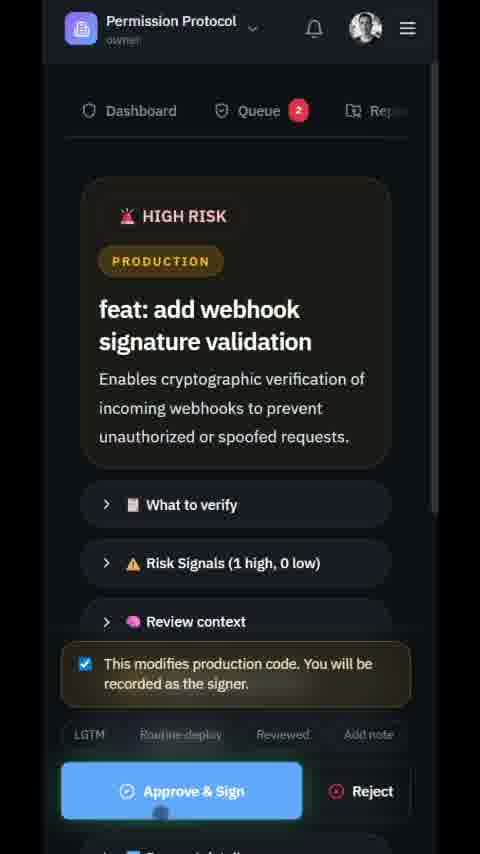 Permission Protocol
owner
Dashboard
Queue 2
HIGH RISK
PRODUCTION
feat: add webhook
signature validation
Enables cryptographic verification of
incoming webhooks to prevent
unauthorized or spoofed requests.
What to verify
Risk Signals (1 high, 0 low)
Review context
This modifies production code. You will be
recorded as the signer.
LGTM
Routine deploy
Reviewed
Add note
Approve & Sign
Reject